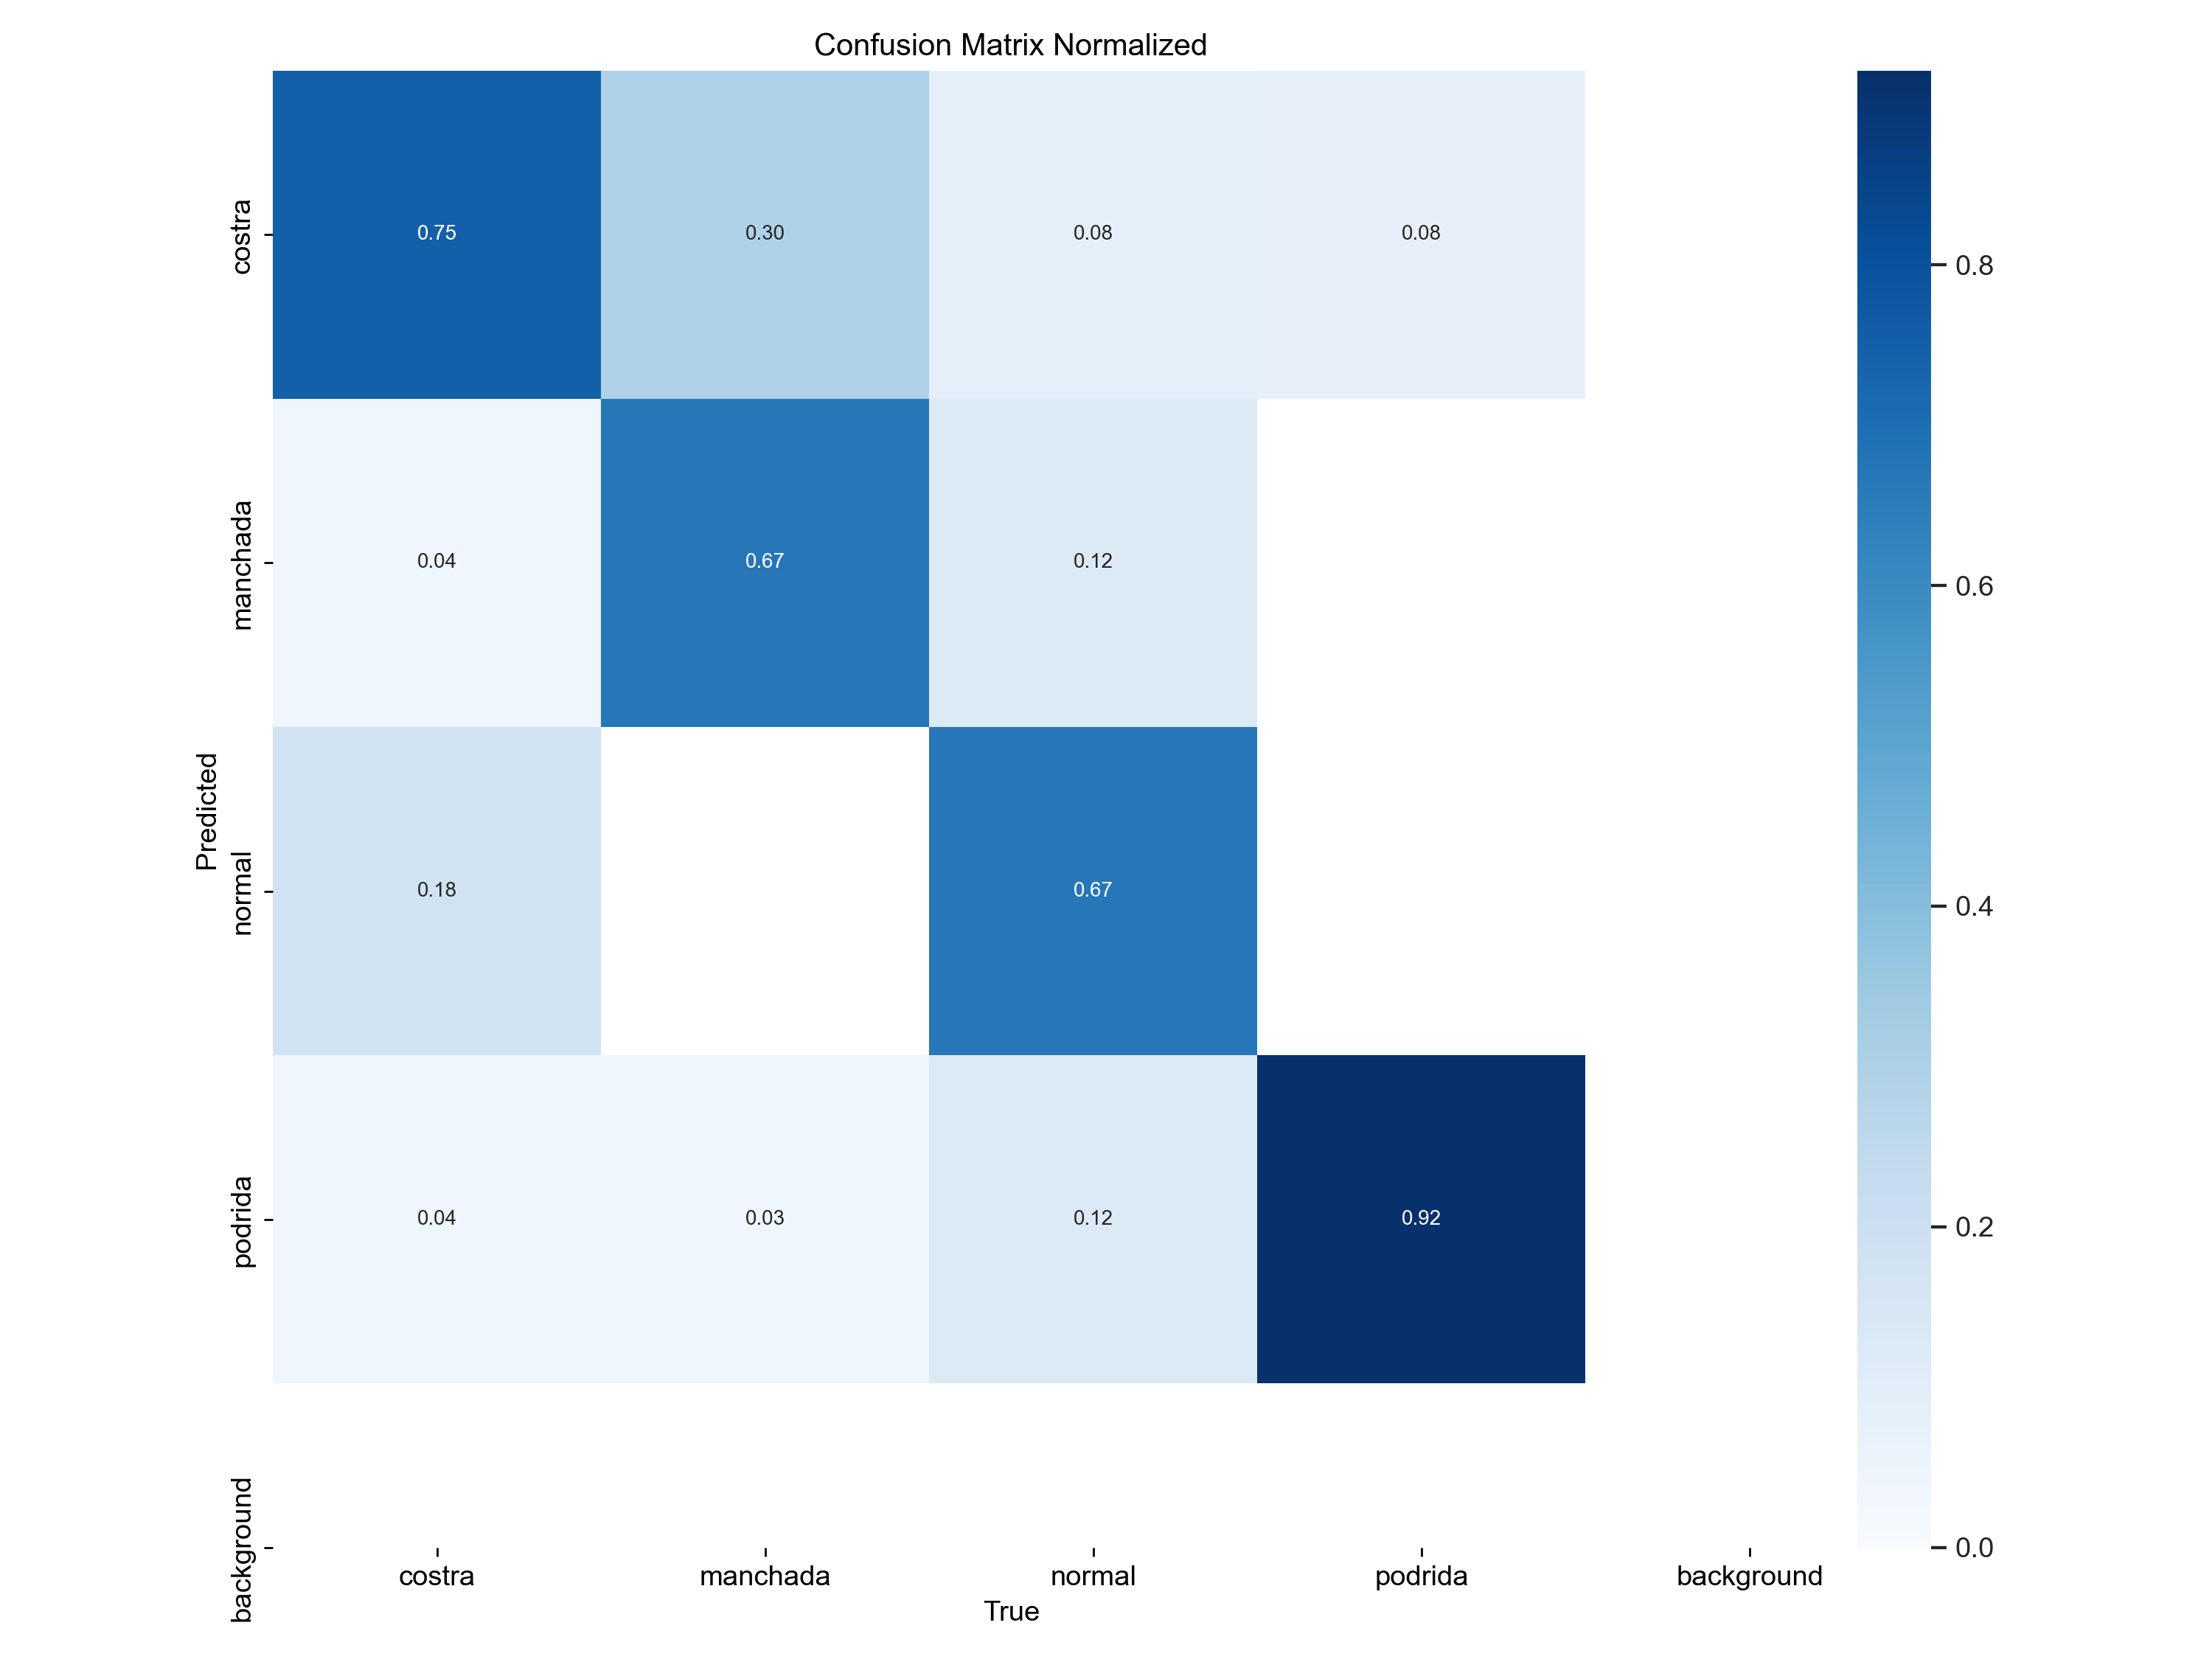 Confusion Matrix Normalized
costra
0.75
0.30
0.08
0.08
manchada
0.04
0.67
0.12
normal
0.18
0.67
podrida
0.04
0.03
0.12
0.92
background
Predicted
costra
manchada
normal
podrida
background
True
0.8
0.6
0.4
0.2
0.0